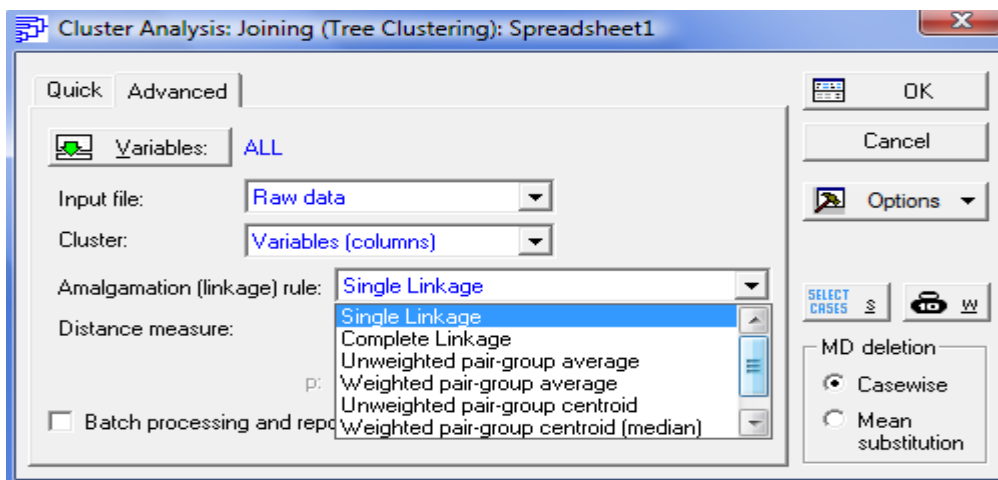 Cluster Analysis: Joining (Tree Clustering): Spreadsheet1
Quick Advanced
Variables: ALL
Input file: Raw data
Cluster: Variables (columns)
Amalgamation (linkage) rule: Single Linkage
Distance measure:
Single Linkage
Complete Linkage
Unweighted pair-group average
p:
Weighted pair-group average
Unweighted pair-group centroid
Batch processing and repo
Weighted pair-group centroid (median)
OK
Cancel
Options
SELECT
CASES S
W
MD deletion
Casewise
Mean
substitution